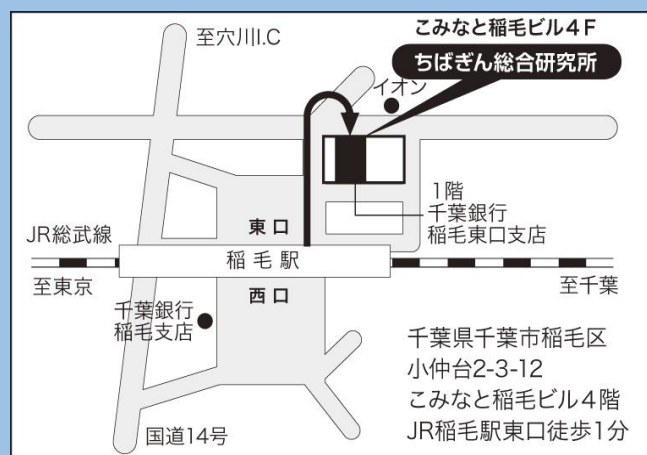 至穴川I.C
こみなと稲毛ビル4F
ちばぎん総合研究所
イオン
1階
千葉銀行
稲毛東口支店
東口
JR総武線
稲毛駅
至東京
至千葉
西口
千葉銀行
稲毛支店
国道14号
千葉県千葉市稲毛区
小仲台2-3-12
こみなと稲毛ビル4階
JR稲毛駅東口徒歩1分